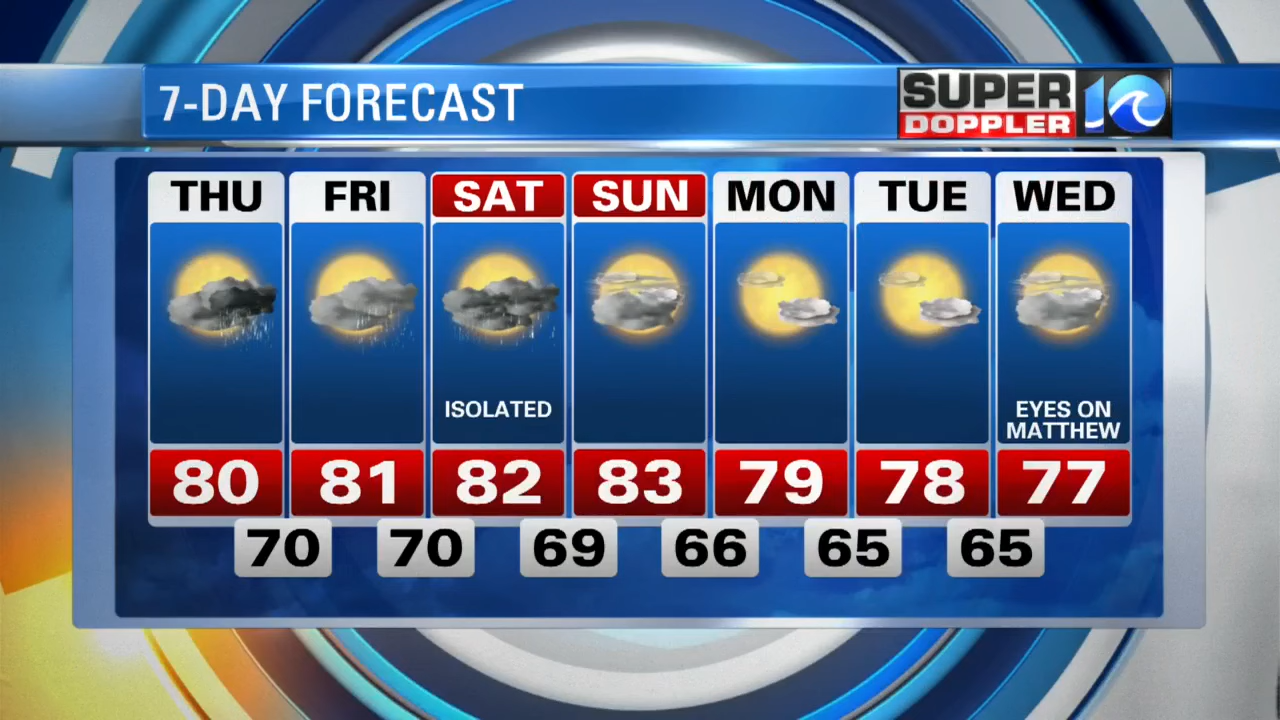 7-DAY FORECAST
SUPER
DOPPLER
10
THU FRI SAT SUN MON TUE WED
ISOLATED
EYES ON
MATTHEW
80 81 82 83 79 78 77
70 70 69 66 65 65